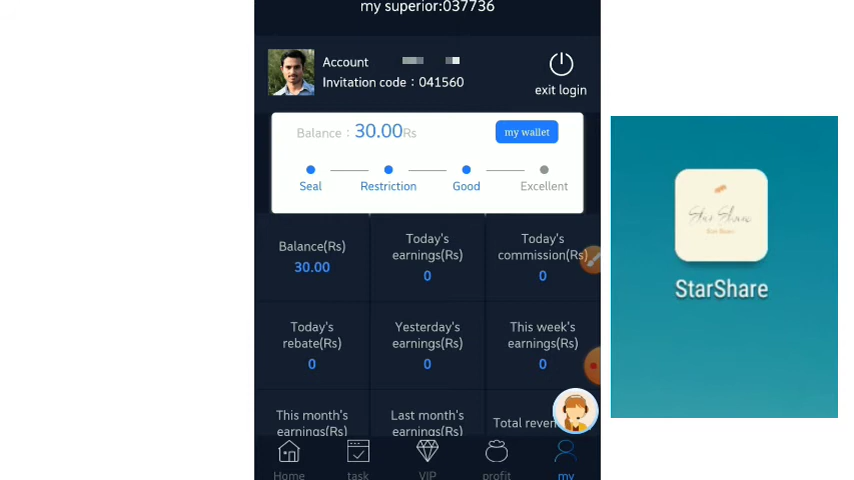 my superior:037736
Account
Invitation code : 041560
exit login
Balance : 30.00Rs
my wallet
Seal
Restriction
Good
Excellent
Balance(Rs)
30.00
Today's
earnings(Rs)
0
Today's
commission(Rs)
0
Today's
rebate(Rs)
0
Yesterday's
earnings(Rs)
0
This week's
earnings(Rs)
0
This month's
earnings(Rs)
Last month's
earnings(Rs)
Total
Home
task
VIP
profit
my
Star Share
StarShare